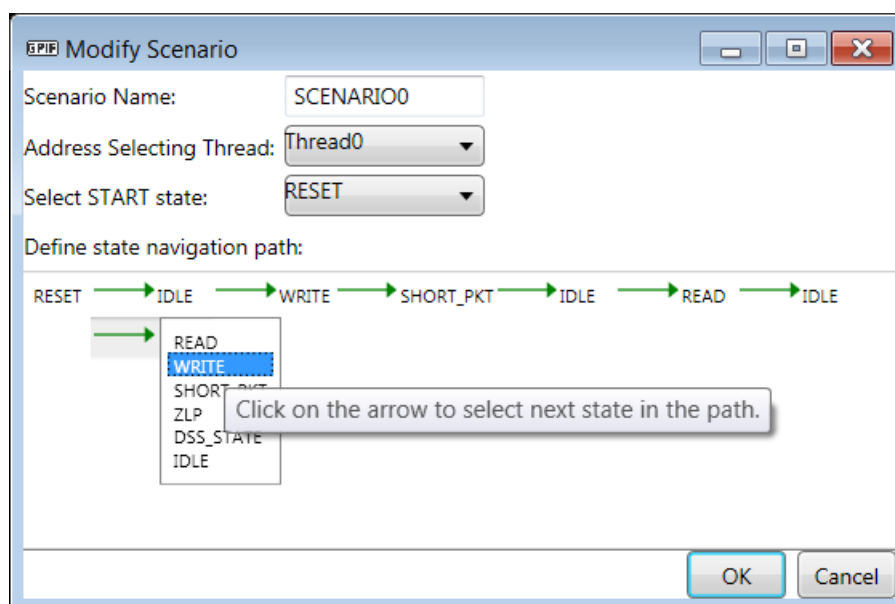 GPIF Modify Scenario
Scenario Name: SCENARIO0
Address Selecting Thread: Thread0
Select START state: RESET
Define state navigation path:
RESET IDLE WRITE SHORT_PKT IDLE READ IDLE
READ
WRITE
SHORT_PKT
ZLP
Click on the arrow to select next state in the path.
DSS_STATE
IDLE
OK Cancel